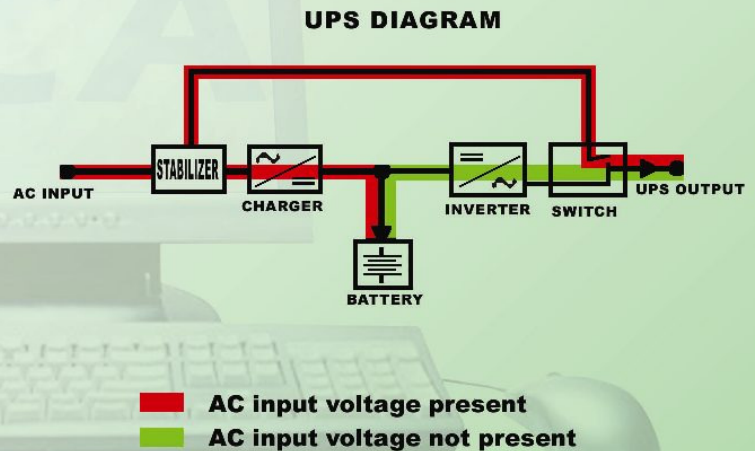 UPS DIAGRAM
STABILIZER
AC INPUT
CHARGER
INVERTER
SWITCH
UPS OUTPUT
BATTERY
AC input voltage present
AC input voltage not present